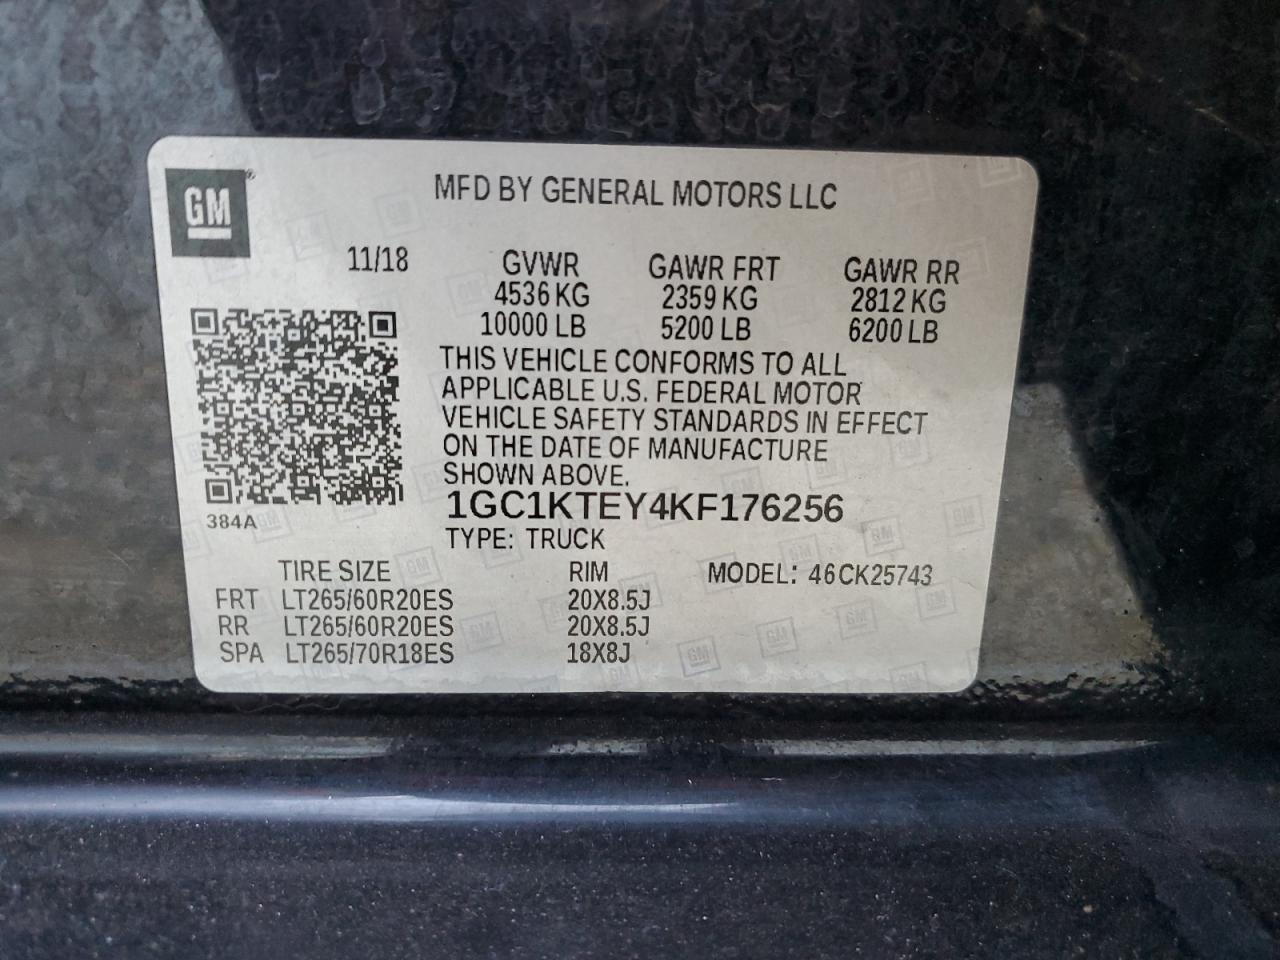 GM
MFD BY GENERAL MOTORS LLC
11/18 GVWR GAWR FRT GAWR RR
4536 KG 2359 KG 2812 KG
10000 LB 5200 LB 6200 LB
THIS VEHICLE CONFORMS TO ALL
APPLICABLE U.S. FEDERAL MOTOR
VEHICLE SAFETY STANDARDS IN EFFECT
ON THE DATE OF MANUFACTURE
SHOWN ABOVE.
1GC1KTEY4KF176256
384A
TYPE: TRUCK
TIRE SIZE RIM MODEL: 46CK25743
FRT LT265/60R20ES 20X8.5J
RR LT265/60R20ES 20X8.5J
SPA LT265/70R18ES 18X8J